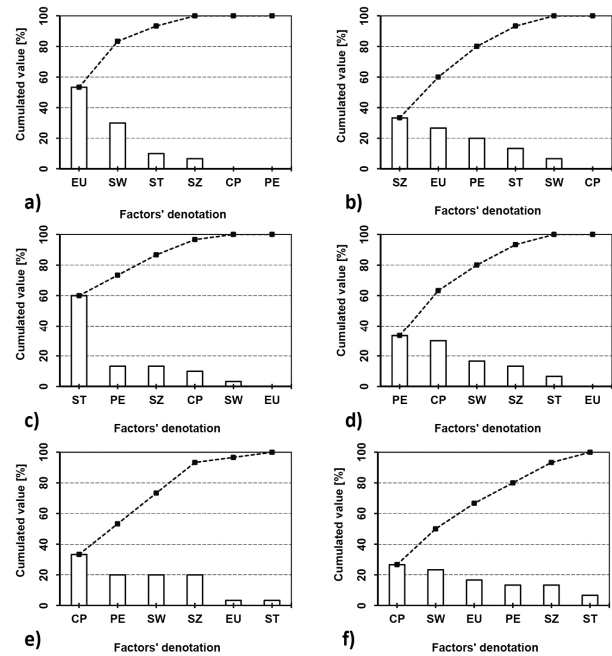 Cumulated value [%]
100
80
60
40
20
0
EU SW ST SZ CP PE
a)
Factors' denotation
Cumulated value [%]
100
80
60
40
20
0
SZ EU PE ST SW CP
b)
Factors' denotation
Cumulated value [%]
100
80
60
40
20
0
ST PE SZ CP SW EU
c)
Factors' denotation
Cumulated value [%]
100
80
60
40
20
0
PE CP SW SZ ST EU
d)
Factors' denotation
Cumulated value [%]
100
80
60
40
20
0
CP PE SW SZ EU ST
e)
Factors' denotation
Cumulated value [%]
100
80
60
40
20
0
CP SW EU PE SZ ST
f)
Factors' denotation